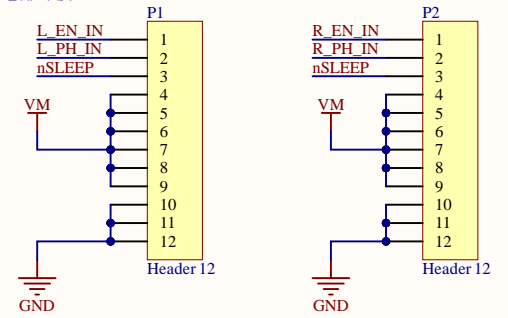 P1
L_EN_IN 1
L_PH_IN 2
nSLEEP 3
4
VM 5
6
7
8
9
10
11
12
Header 12
GND
P2
R_EN_IN 1
R_PH_IN 2
nSLEEP 3
4
VM 5
6
7
8
9
10
11
12
Header 12
GND